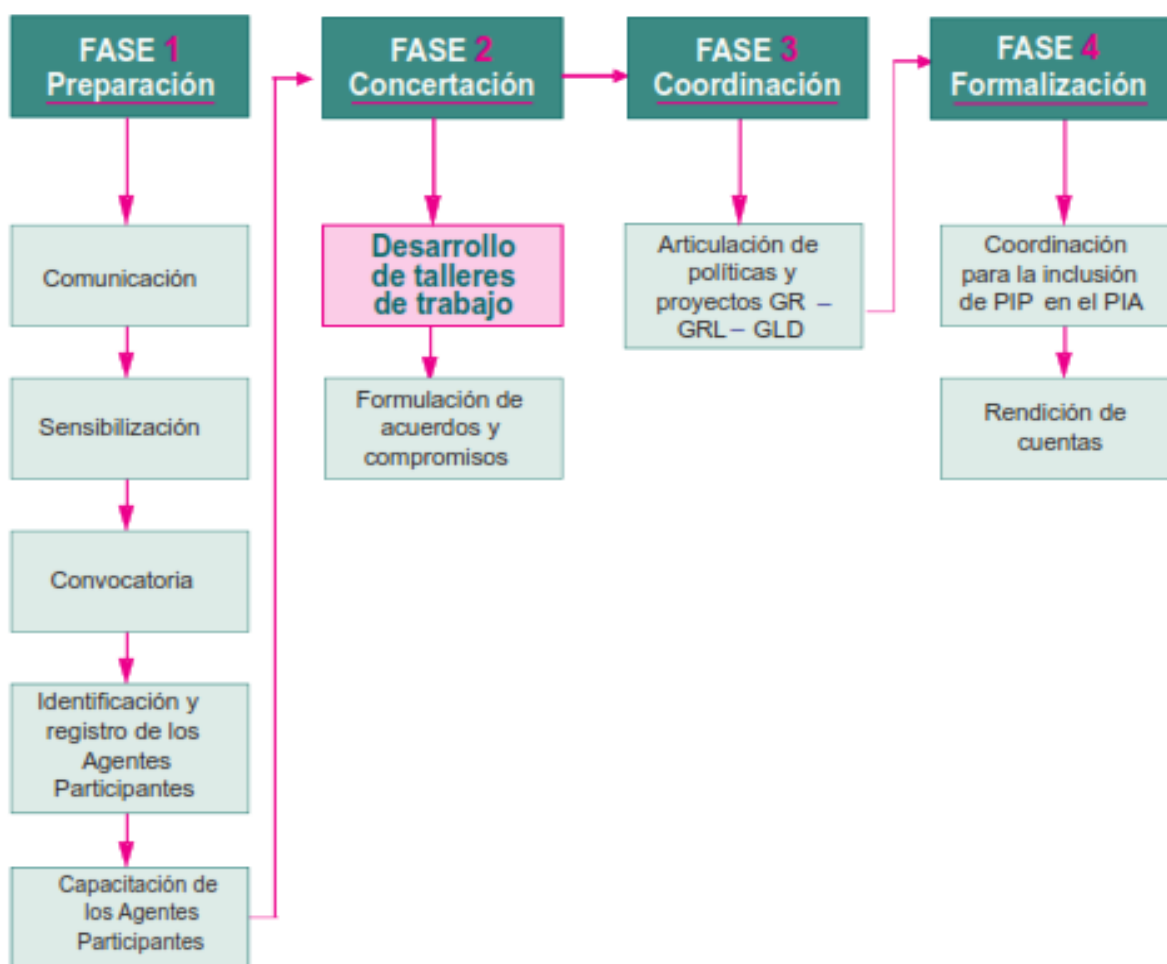 FASE 1
Preparación
Comunicación
Sensibilización
Convocatoria
Identificación y
registro de los
Agentes
Participantes
Capacitación de
los Agentes
Participantes
FASE 2
Concertación
Desarrollo
de talleres
de trabajo
Formulación de
acuerdos y
compromisos
FASE 3
Coordinación
Articulación de
políticas y
proyectos GR –
GRL – GLD
FASE 4
Formalización
Coordinación
para la inclusión
de PIP en el PIA
Rendición de
cuentas